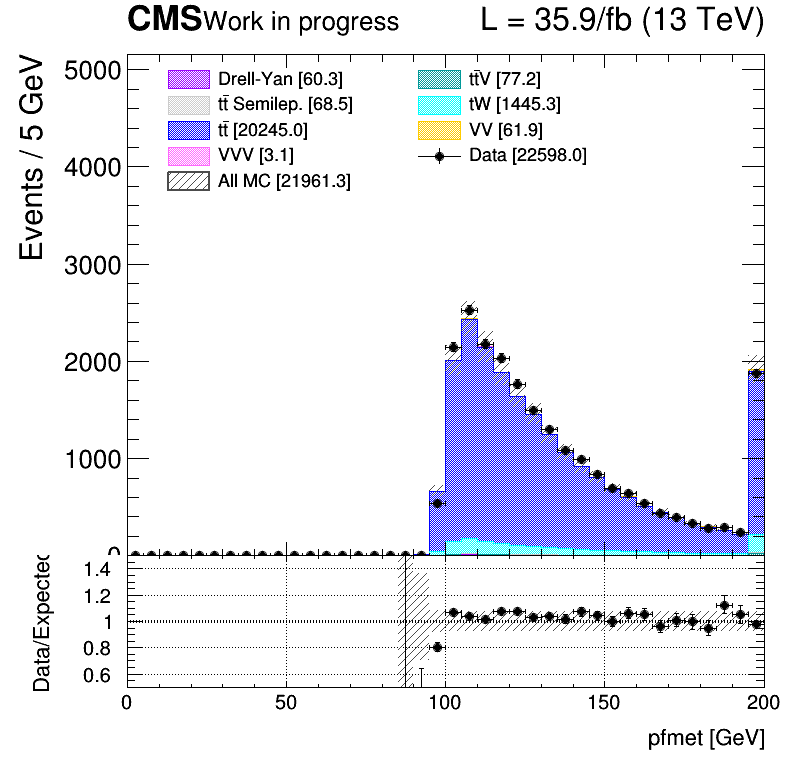 CMS Work in progress L = 35.9/fb (13 TeV)
Events / 5 GeV
5000
4000
3000
2000
1000
0
Drell-Yan [60.3]
tt̄ Semilep. [68.5]
tt̄ [20245.0]
VVV [3.1]
All MC [21961.3]
tt̄V [77.2]
tW [1445.3]
VV [61.9]
Data [22598.0]
Data/Expected
1.4
1.2
1
0.8
0.6
0 50 100 150 200
pfmet [GeV]